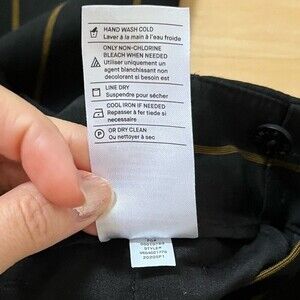 HAND WASH COLD
Laver à la main à l'eau froide
ONLY NON-CHLORINE
BLEACH WHEN NEEDED
Utiliser uniquement un
agent blanchissant non
decolorant si besoin est
LINE DRY
Suspendre pour sécher
COOL IRON IF NEEDED
Repasser à fer tiède si
nécessaire
OR DRY CLEAN
Ou nettoyer à sec
STYLE#